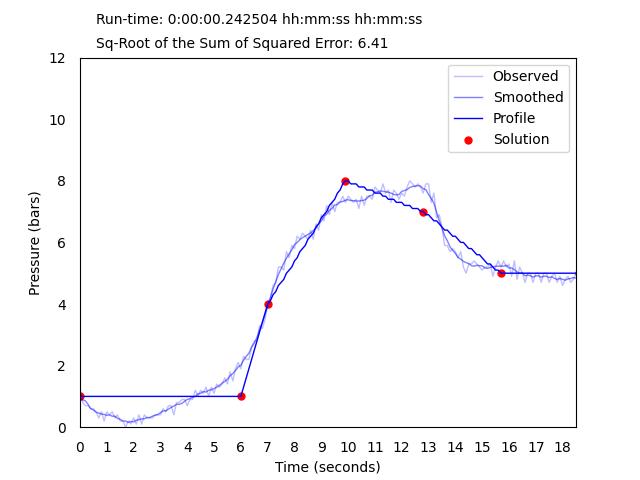 Run-time: 0:00:00.242504 hh:mm:ss hh:mm:ss
Sq-Root of the Sum of Squared Error: 6.41
Observed
Smoothed
Profile
Solution
Pressure (bars)
12
10
8
6
4
2
0
0 1 2 3 4 5 6 7 8 9 10 11 12 13 14 15 16 17 18
Time (seconds)